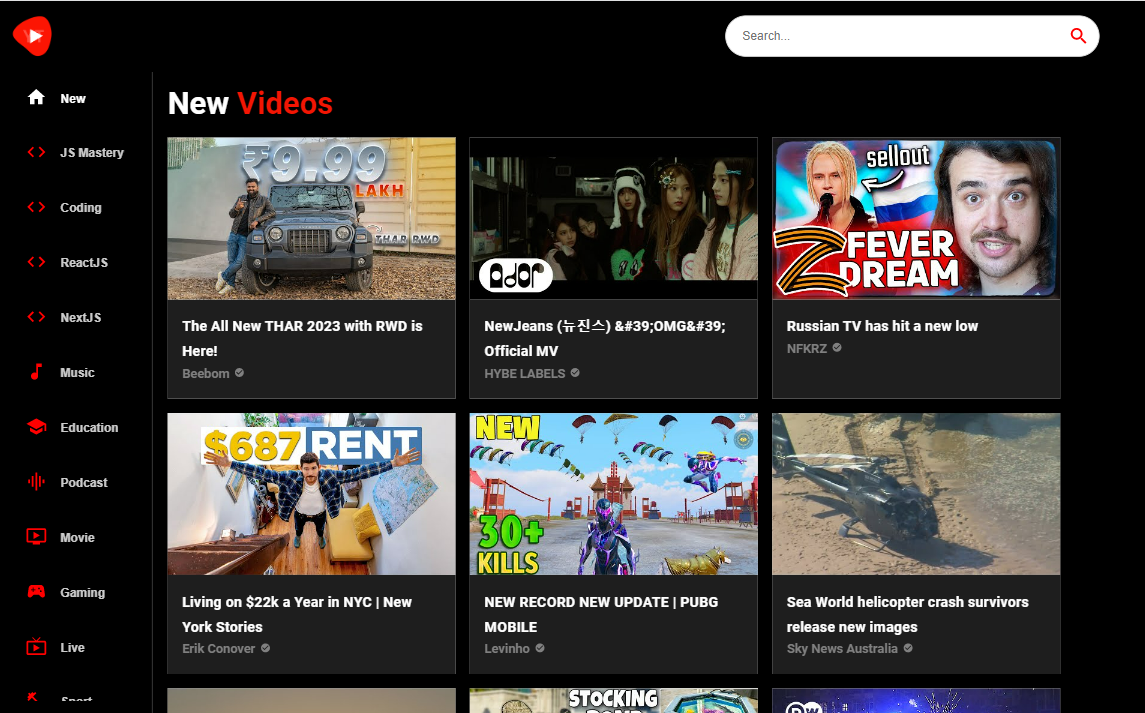 Search...
New
JS Mastery
Coding
ReactJS
NextJS
Music
Education
Podcast
Movie
Gaming
Live
Sport
New Videos
₹9.99
LAKH
THAR RWD
The All New THAR 2023 with RWD is
Here!
Beebom
ador
NewJeans (뉴진스) &#39;OMG&#39;
Official MV
HYBE LABELS
sellout
Z FEVER
DREAM
Russian TV has hit a new low
NFKRZ
$687 RENT
Living on $22k a Year in NYC | New
York Stories
Erik Conover
NEW
30+
KILLS
NEW RECORD NEW UPDATE | PUBG
MOBILE
Levinho
Sea World helicopter crash survivors
release new images
Sky News Australia
STOCKING
DW